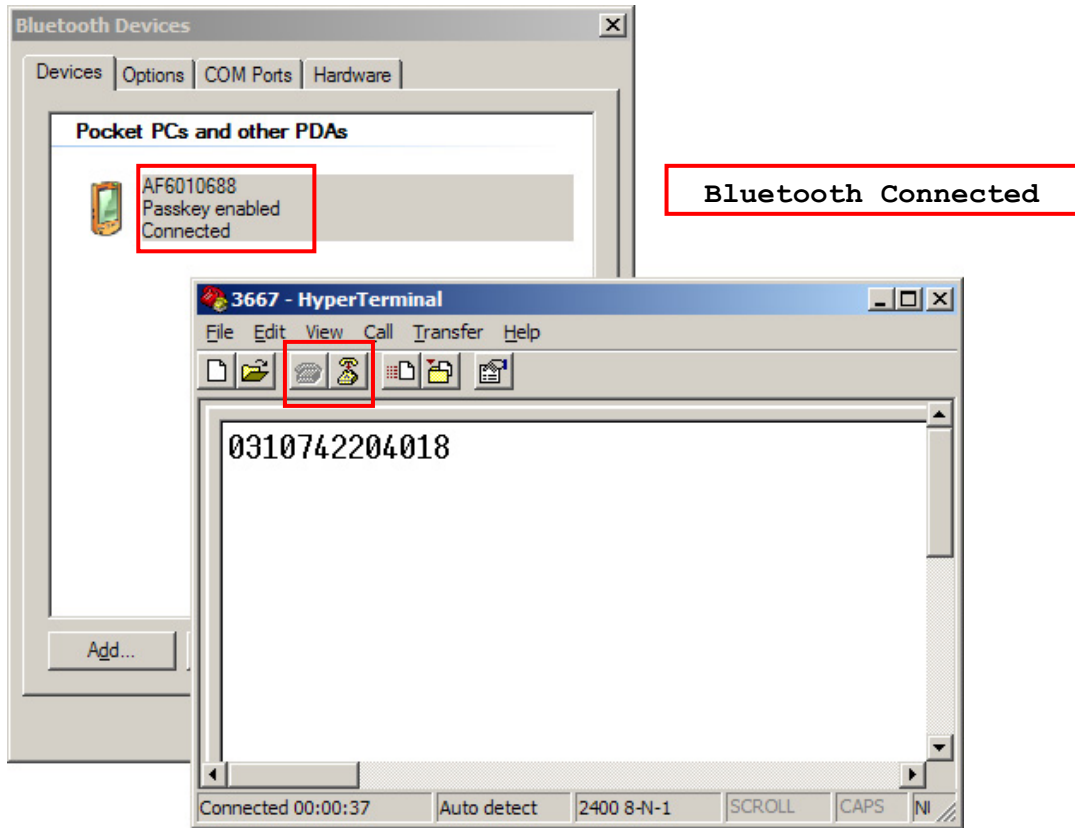 Bluetooth Devices
Devices Options COM Ports Hardware
Pocket PCs and other PDAs
AF6010688
Passkey enabled
Connected
Bluetooth Connected
3667 - HyperTerminal
File Edit View Call Transfer Help
0310742204018
Add...
Connected 00:00:37 Auto detect 2400 8-N-1 SCROLL CAPS